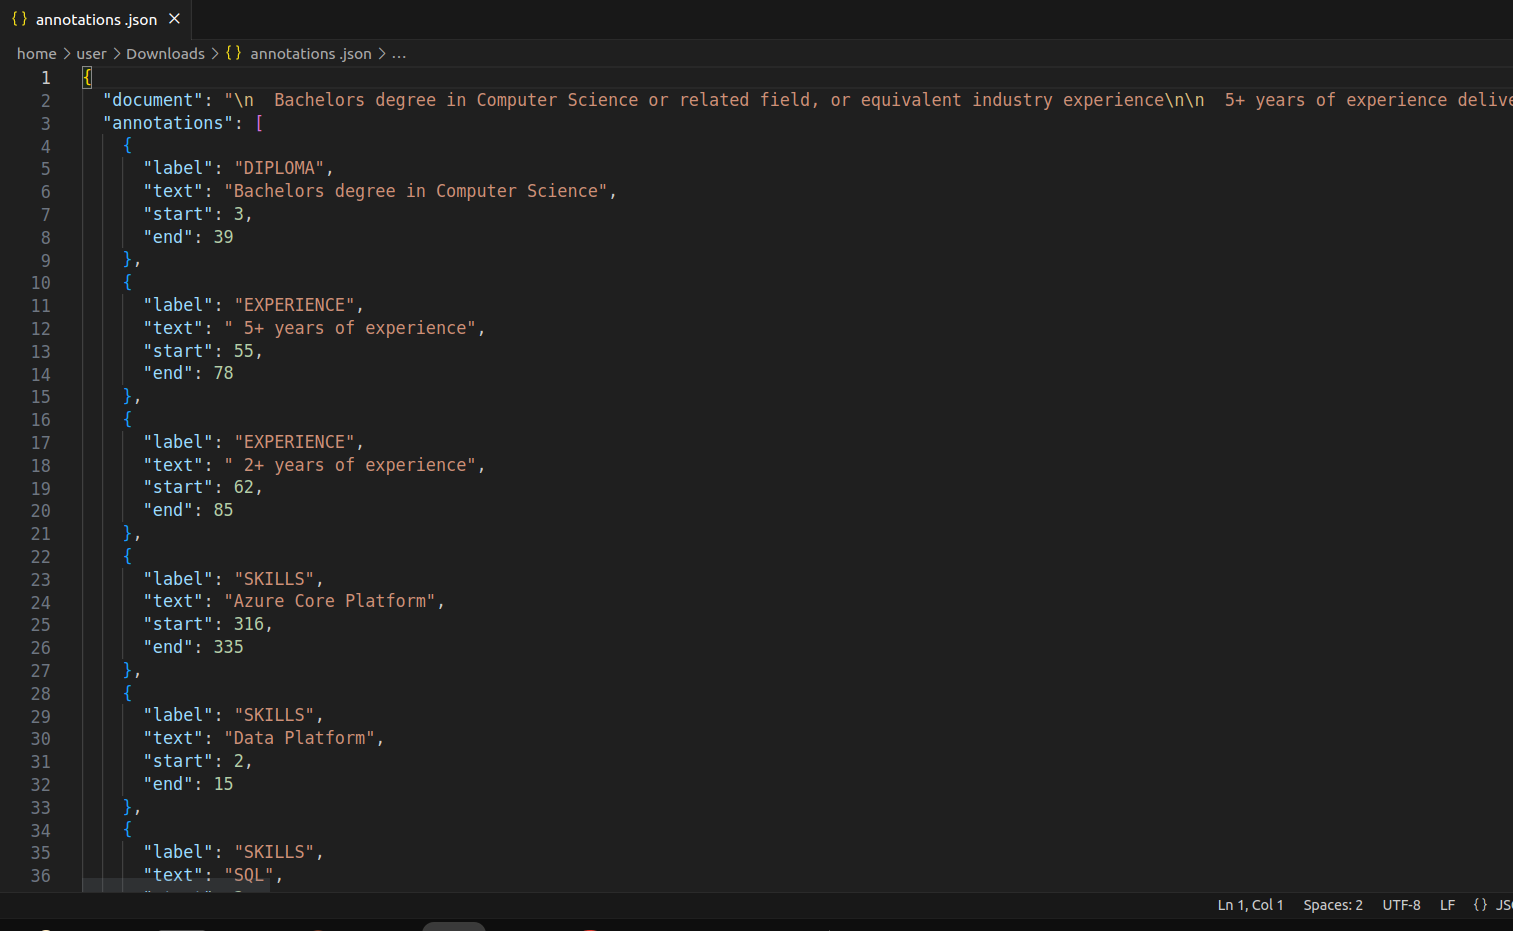 {} annotations .json ×
home > user > Downloads > {} annotations .json > ...
1 {
2 "document": "\n  Bachelors degree in Computer Science or related field, or equivalent industry experience\n\n  5+ years of experience delive
3 "annotations": [
4 {
5 "label": "DIPLOMA",
6 "text": "Bachelors degree in Computer Science",
7 "start": 3,
8 "end": 39
9 },
10 {
11 "label": "EXPERIENCE",
12 "text": " 5+ years of experience",
13 "start": 55,
14 "end": 78
15 },
16 {
17 "label": "EXPERIENCE",
18 "text": " 2+ years of experience",
19 "start": 62,
20 "end": 85
21 },
22 {
23 "label": "SKILLS",
24 "text": "Azure Core Platform",
25 "start": 316,
26 "end": 335
27 },
28 {
29 "label": "SKILLS",
30 "text": "Data Platform",
31 "start": 2,
32 "end": 15
33 },
34 {
35 "label": "SKILLS",
36 "text": "SQL",
Ln 1, Col 1 Spaces: 2 UTF-8 LF {} JSO